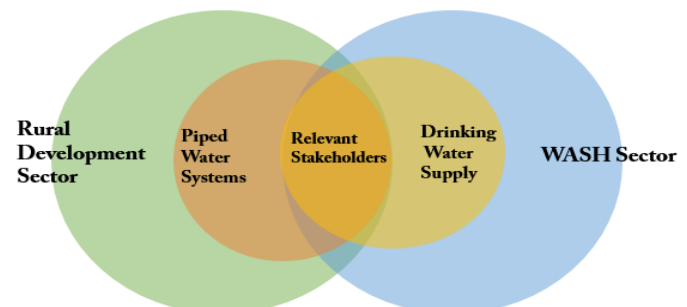 Rural
Development
Sector
Piped
Water
Systems
Relevant
Stakeholders
Drinking
Water
Supply
WASH Sector